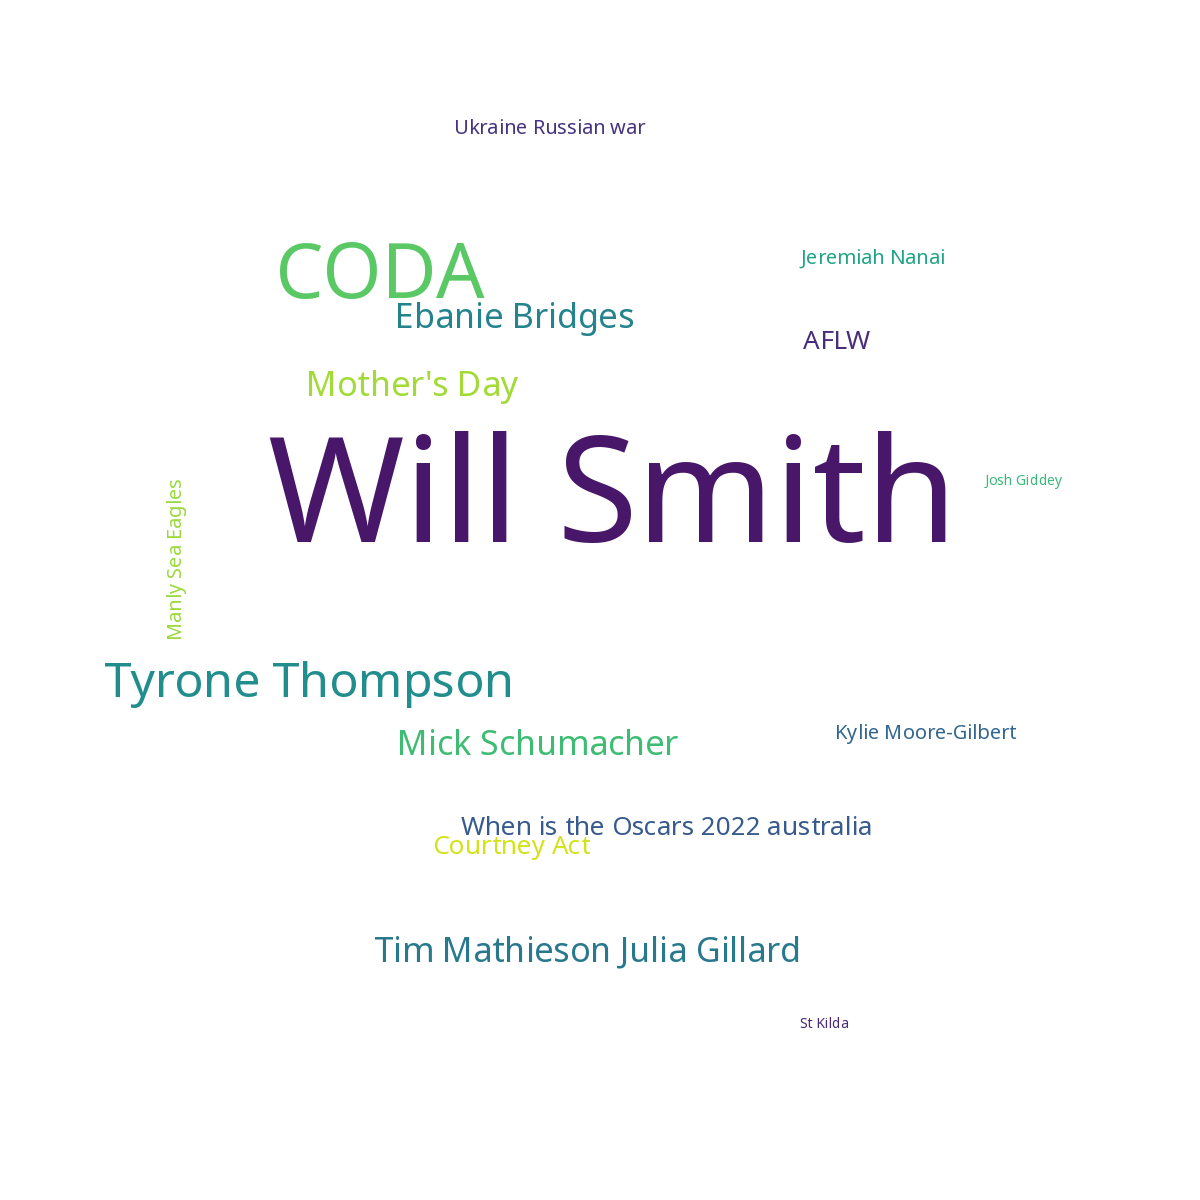 Ukraine Russian war
CODA
Jeremiah Nanai
Ebanie Bridges
AFLW
Mother's Day
Will Smith
Josh Giddey
Manly Sea Eagles
Tyrone Thompson
Mick Schumacher
Kylie Moore-Gilbert
When is the Oscars 2022 australia
Courtney Act
Tim Mathieson Julia Gillard
St Kilda